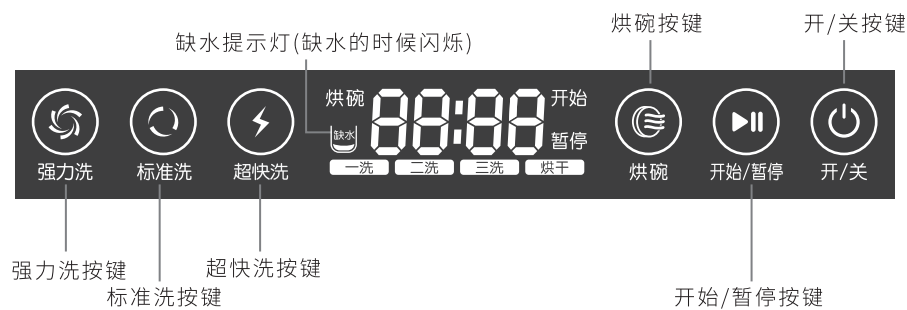 缺水提示灯(缺水的时候闪烁)
烘碗按键
开/关按键
烘碗
88:88
开始
缺水
暂停
一洗
二洗
三洗
烘干
强力洗
标准洗
超快洗
烘碗
开始/暂停
开/关
强力洗按键
标准洗按键
超快洗按键
开始/暂停按键